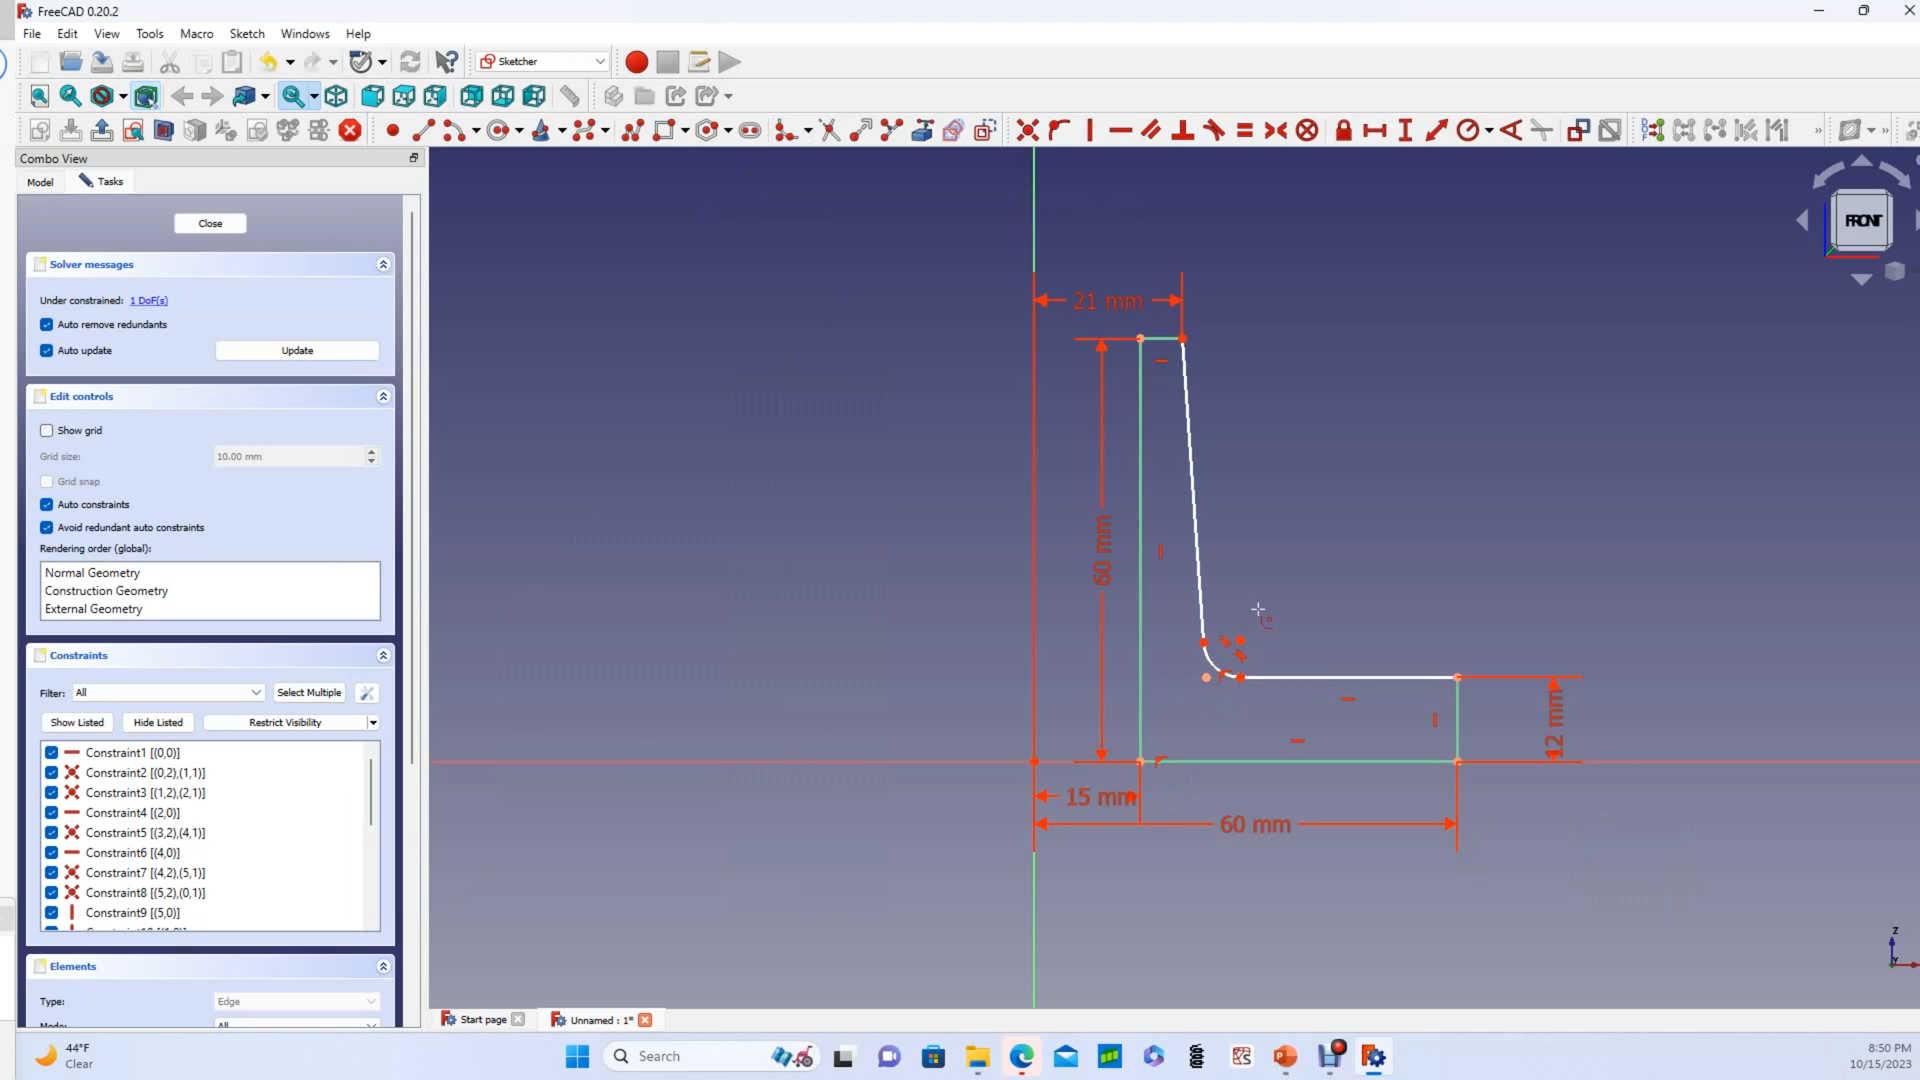 FreeCAD 0.20.2
File Edit View Tools Macro Sketch Windows Help
Sketcher
Combo View
Model Tasks
Close
Solver messages
Under constrained: 1 DoF(s)
Auto remove redundants
Auto update
Update
Edit controls
Show grid
Grid size: 10.00 mm
Grid snap
Auto constraints
Avoid redundant auto constraints
Rendering order (global):
Normal Geometry
Construction Geometry
External Geometry
Constraints
Filter: All Select Multiple
Show Listed Hide Listed Restrict Visibility
Constraint1 [(0,0)]
Constraint2 [(0,2),(1,1)]
Constraint3 [(1,2),(2,1)]
Constraint4 [(2,0)]
Constraint5 [(3,2),(4,1)]
Constraint6 [(4,0)]
Constraint7 [(4,2),(5,1)]
Constraint8 [(5,2),(0,1)]
Constraint9 [(5,0)]
Elements
Type: Edge
Mode: All
FRONT
21 mm
60 mm
12 mm
15 mm
60 mm
Z
Y
Start page
Unnamed : 1*
44°F
Clear
Search
8:50 PM
10/15/2023